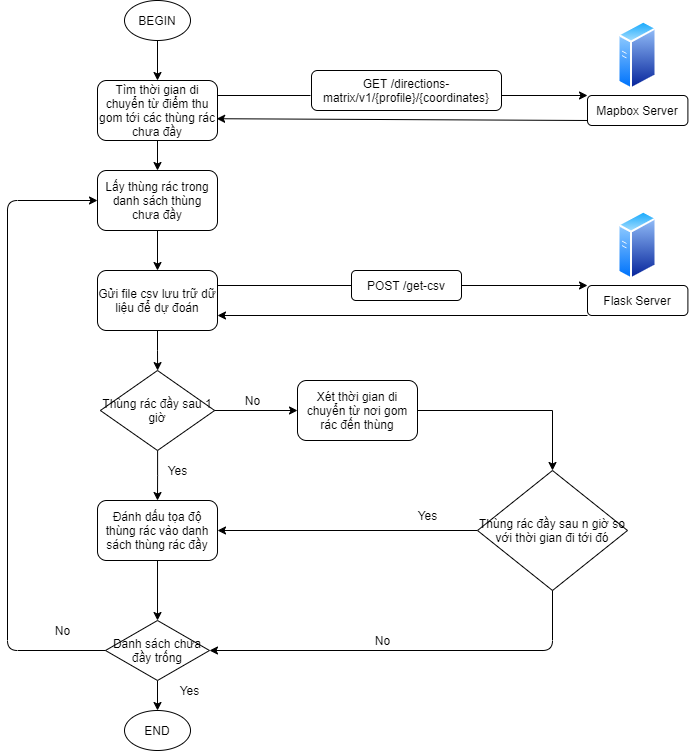 BEGIN
Tìm thời gian di
chuyển từ điểm thu
gom tới các thùng rác
chưa đầy
GET /directions-
matrix/v1/{profile}/{coordinates}
Mapbox Server
Lấy thùng rác trong
danh sách thùng
chưa đầy
Gửi file csv lưu trữ dữ
liệu để dự đoán
POST /get-csv
Flask Server
Thùng rác đầy sau 1
giờ
No
Xét thời gian di
chuyển từ nơi gom
rác đến thùng
Yes
Đánh dấu tọa độ
thùng rác vào danh
sách thùng rác đầy
Yes
Thùng rác đầy sau n giờ so
với thời gian đi tới đó
No
Danh sách chưa
đầy trống
No
Yes
END